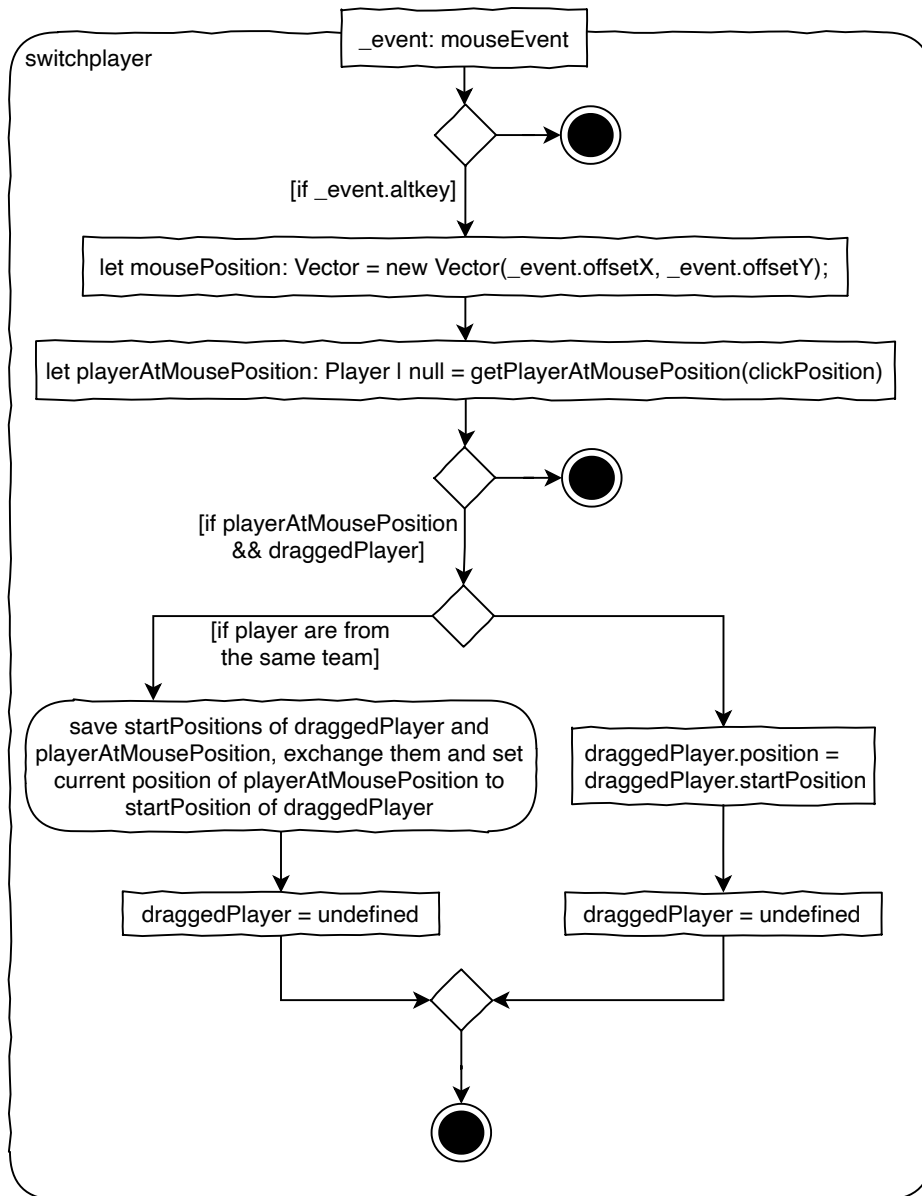 _event: mouseEvent
switchplayer
[if _event.altkey]
let mousePosition: Vector = new Vector(_event.offsetX, _event.offsetY);
let playerAtMousePosition: Player | null = getPlayerAtMousePosition(clickPosition)
[if playerAtMousePosition
&& draggedPlayer]
[if player are from
the same team]
save startPositions of draggedPlayer and
playerAtMousePosition, exchange them and set
current position of playerAtMousePosition to
startPosition of draggedPlayer
draggedPlayer.position =
draggedPlayer.startPosition
draggedPlayer = undefined
draggedPlayer = undefined